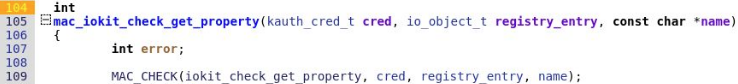 104 int
105 mac_iokit_check_get_property(kauth_cred_t cred, io_object_t registry_entry, const char *name)
106 {
107 int error;
108
109 MAC_CHECK(iokit_check_get_property, cred, registry_entry, name);